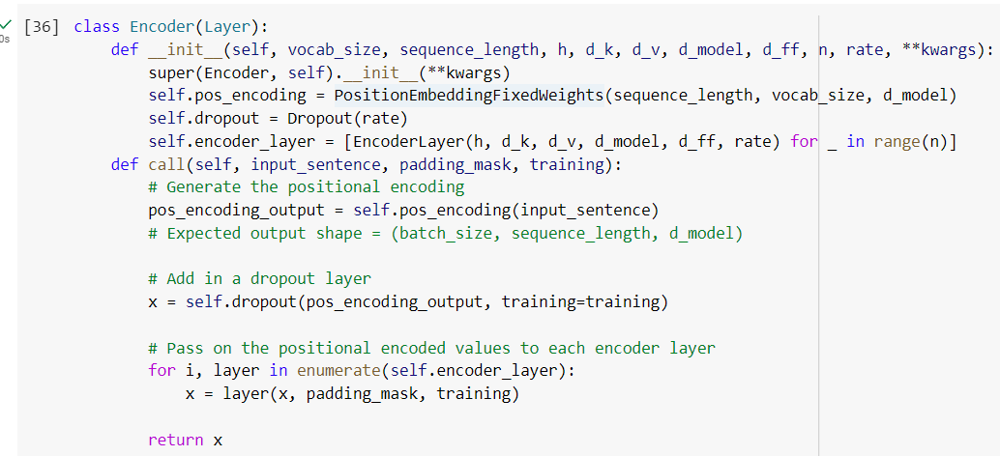 [36] class Encoder(Layer):
0s
    def __init__(self, vocab_size, sequence_length, h, d_k, d_v, d_model, d_ff, n, rate, **kwargs):
        super(Encoder, self).__init__(**kwargs)
        self.pos_encoding = PositionEmbeddingFixedWeights(sequence_length, vocab_size, d_model)
        self.dropout = Dropout(rate)
        self.encoder_layer = [EncoderLayer(h, d_k, d_v, d_model, d_ff, rate) for _ in range(n)]
    def call(self, input_sentence, padding_mask, training):
        # Generate the positional encoding
        pos_encoding_output = self.pos_encoding(input_sentence)
        # Expected output shape = (batch_size, sequence_length, d_model)

        # Add in a dropout layer
        x = self.dropout(pos_encoding_output, training=training)

        # Pass on the positional encoded values to each encoder layer
        for i, layer in enumerate(self.encoder_layer):
            x = layer(x, padding_mask, training)

        return x